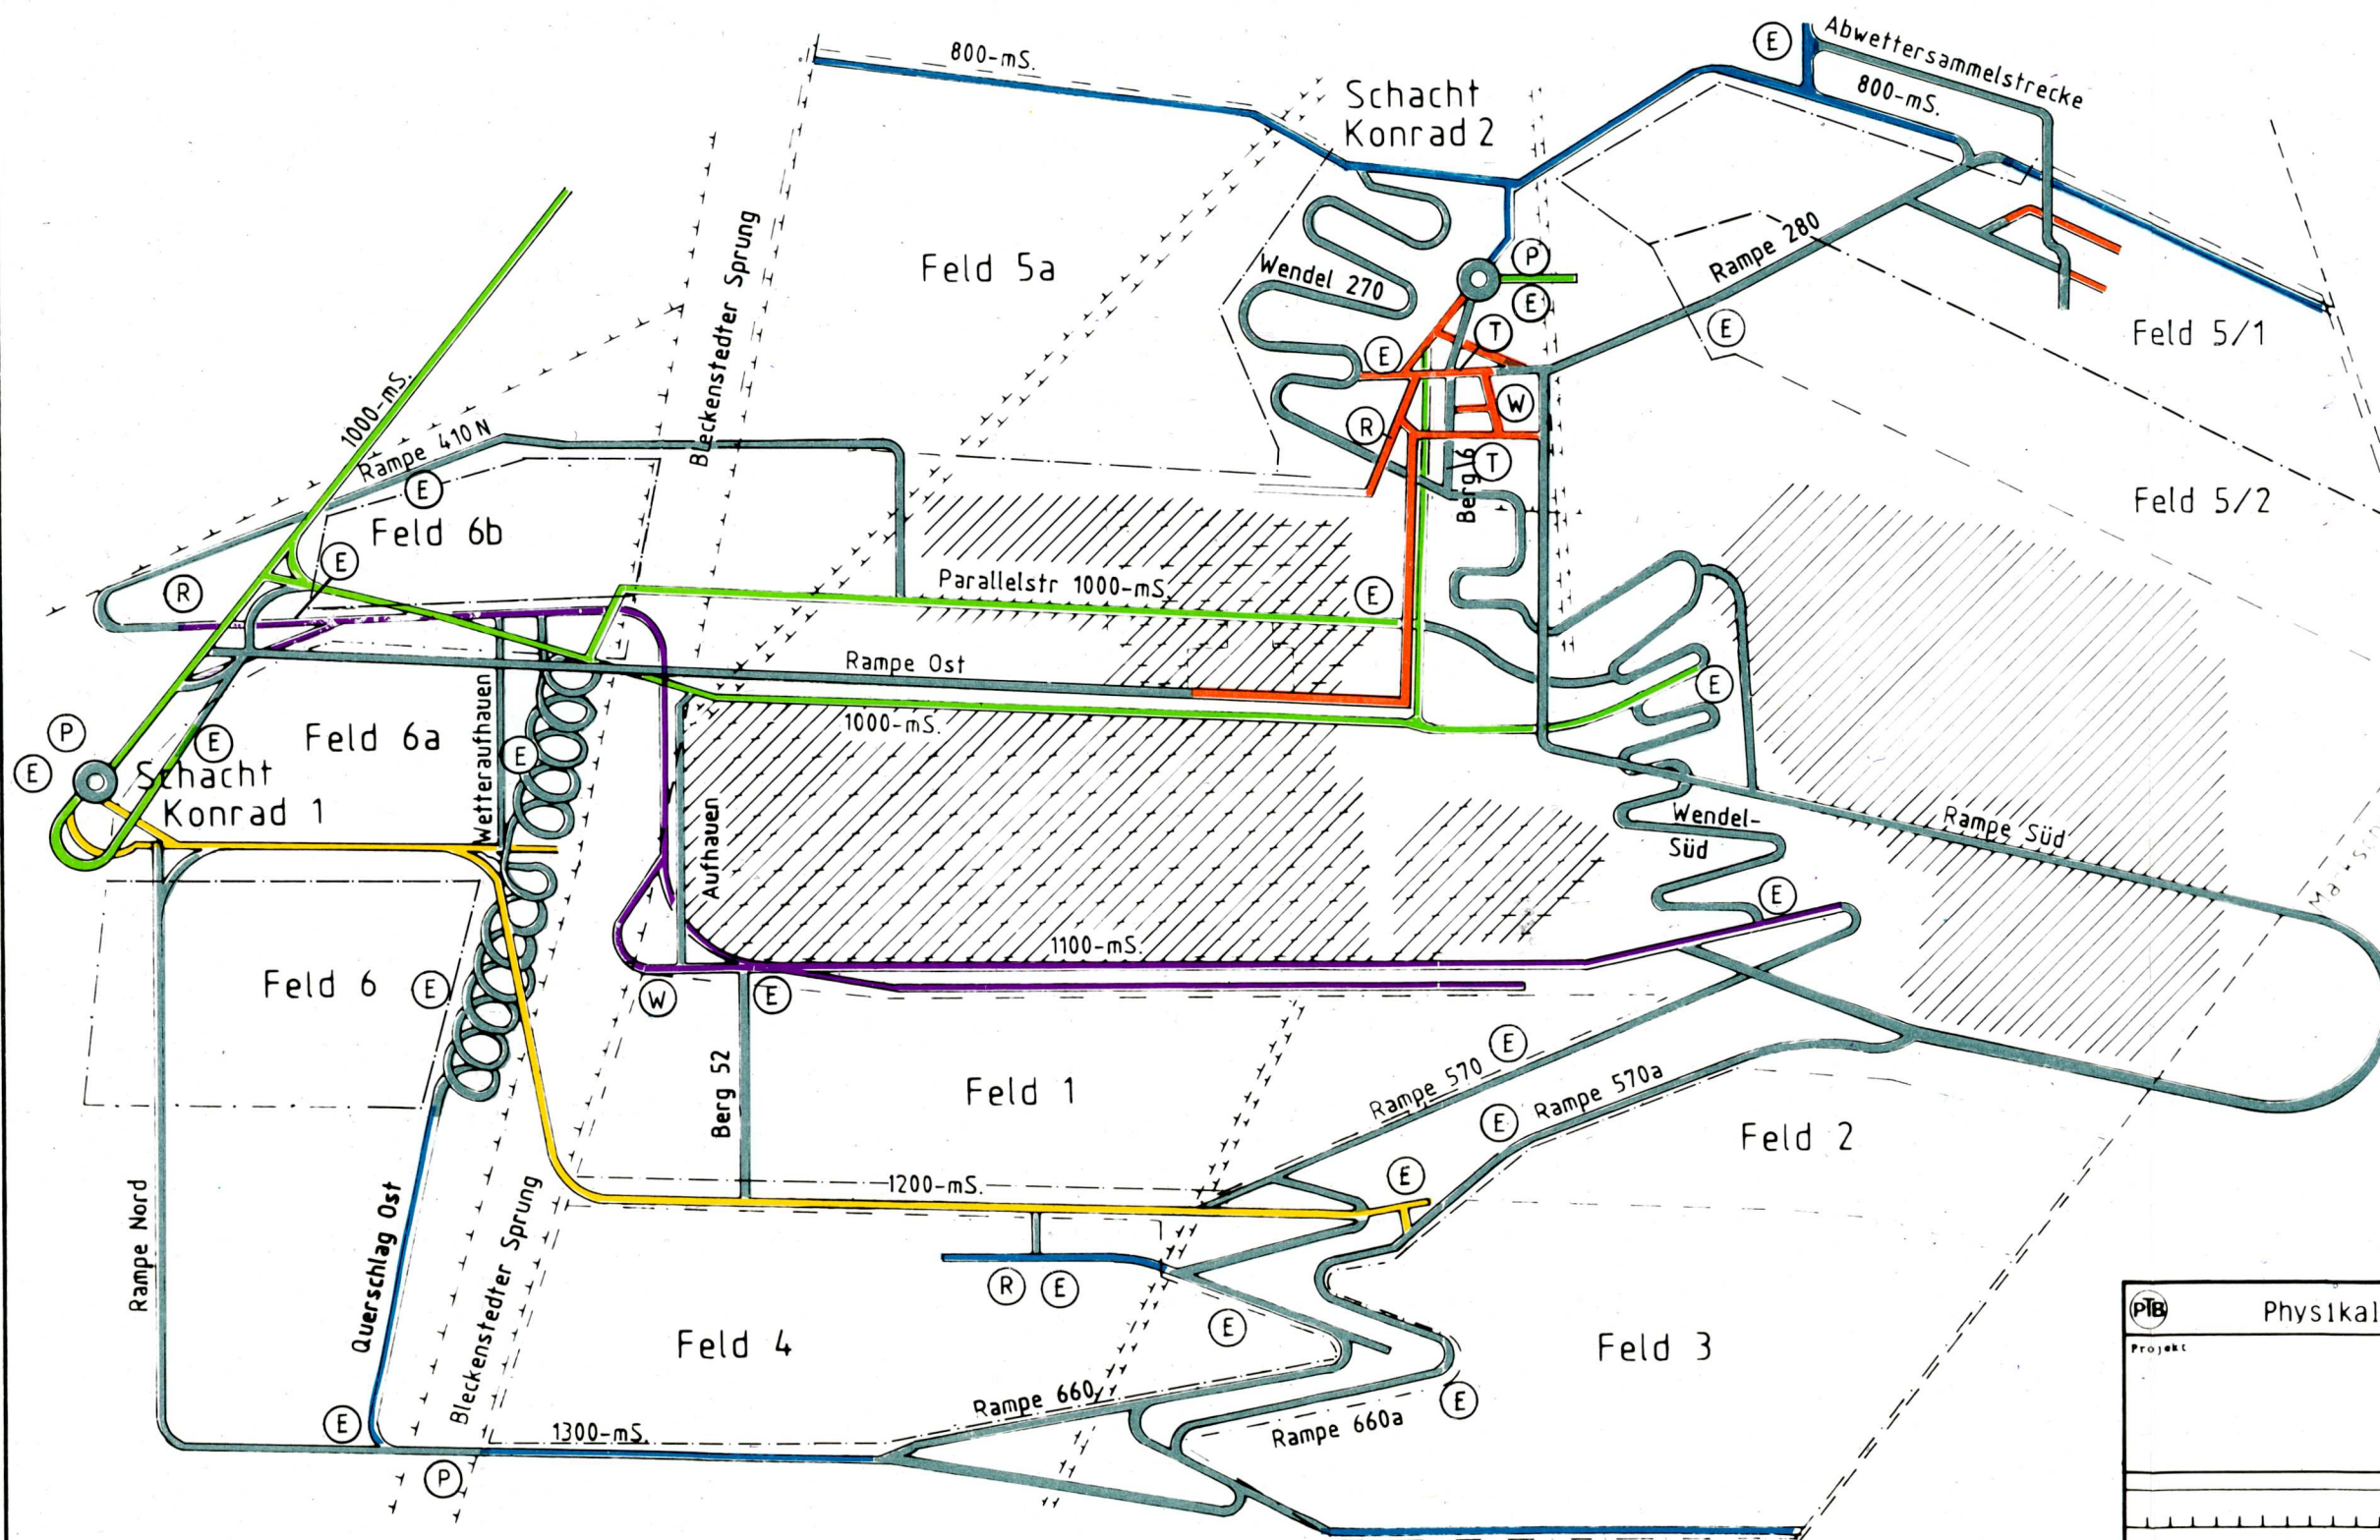 800-mS.
Schacht
Konrad 2
E
Abwettersammelstrecke
800-mS.
Bleckenstedter Sprung
Feld 5a
Wendel 270
P
E
Rampe 280
E
T
E
W
R
T
Berg 6
Feld 5/1
Feld 5/2
1000-mS.
Rampe 410 N
E
Feld 6b
E
R
Parallelstr 1000-mS.
E
Rampe Ost
1000-mS.
E
P
E
E
Schacht
Konrad 1
Feld 6a
Wetteraufhauen
E
Aufhauen
Wendel-
Süd
Rampe Süd
E
1100-mS.
Feld 6
E
W
E
Berg 52
Feld 1
Rampe 570
E
Rampe 570a
E
Feld 2
1200-mS.
E
Rampe Nord
Querschlag Ost
Bleckenstedter Sprung
R
E
E
Feld 4
Feld 3
Rampe 660
Rampe 660a
E
E
1300-mS.
P
PTB
Physikal
Projekt